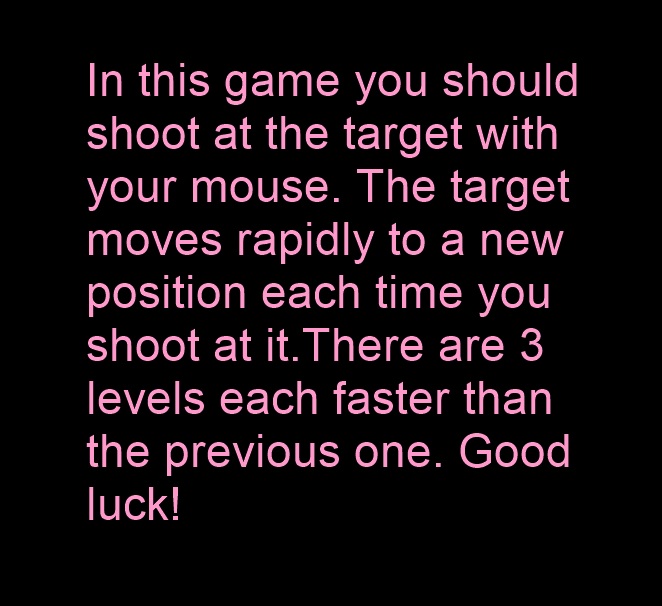 In this game you should
shoot at the target with
your mouse. The target
moves rapidly to a new
position each time you
shoot at it.There are 3
levels each faster than
the previous one. Good
luck!